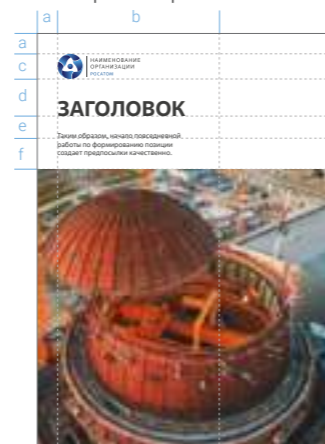 a b
a
c
НАИМЕНОВАНИЕ
ОРГАНИЗАЦИИ
РОСАТОМ
d
ЗАГОЛОВОК
e
Таким образом, начало повседневной
работы по формированию позиции
f
создает предпосылки качественно.